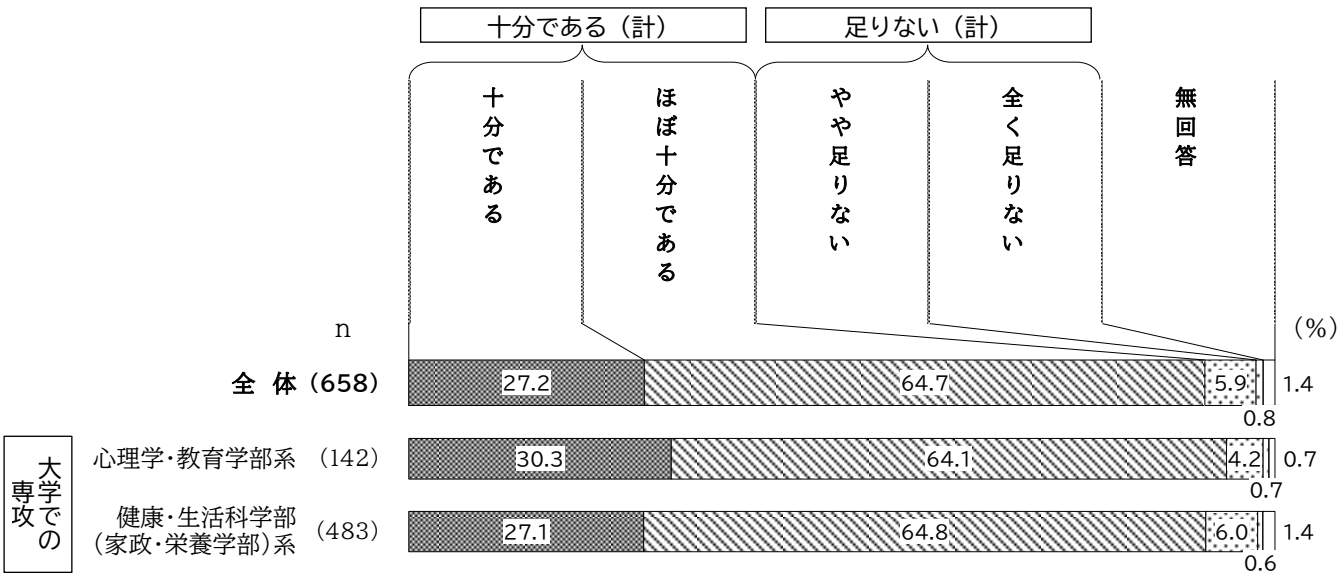 十分である（計）
足りない（計）
十分である
ほぼ十分である
やや足りない
全く足りない
無回答
n
(%)
全 体 (658)
27.2
64.7
5.9
1.4
0.8
大学での
専攻
心理学・教育学部系 (142)
30.3
64.1
4.2
0.7
0.7
健康・生活科学部
(家政・栄養学部)系
(483)
27.1
64.8
6.0
1.4
0.6